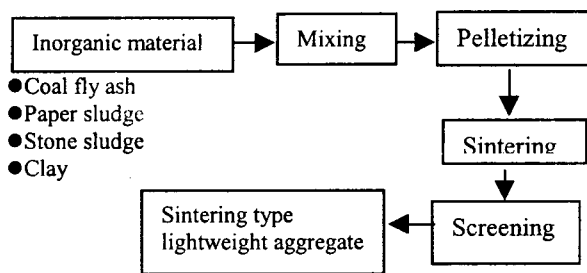 Inorganic material
Mixing
Pelletizing
●Coal fly ash
●Paper sludge
●Stone sludge
●Clay
Sintering
Screening
Sintering type
lightweight aggregate